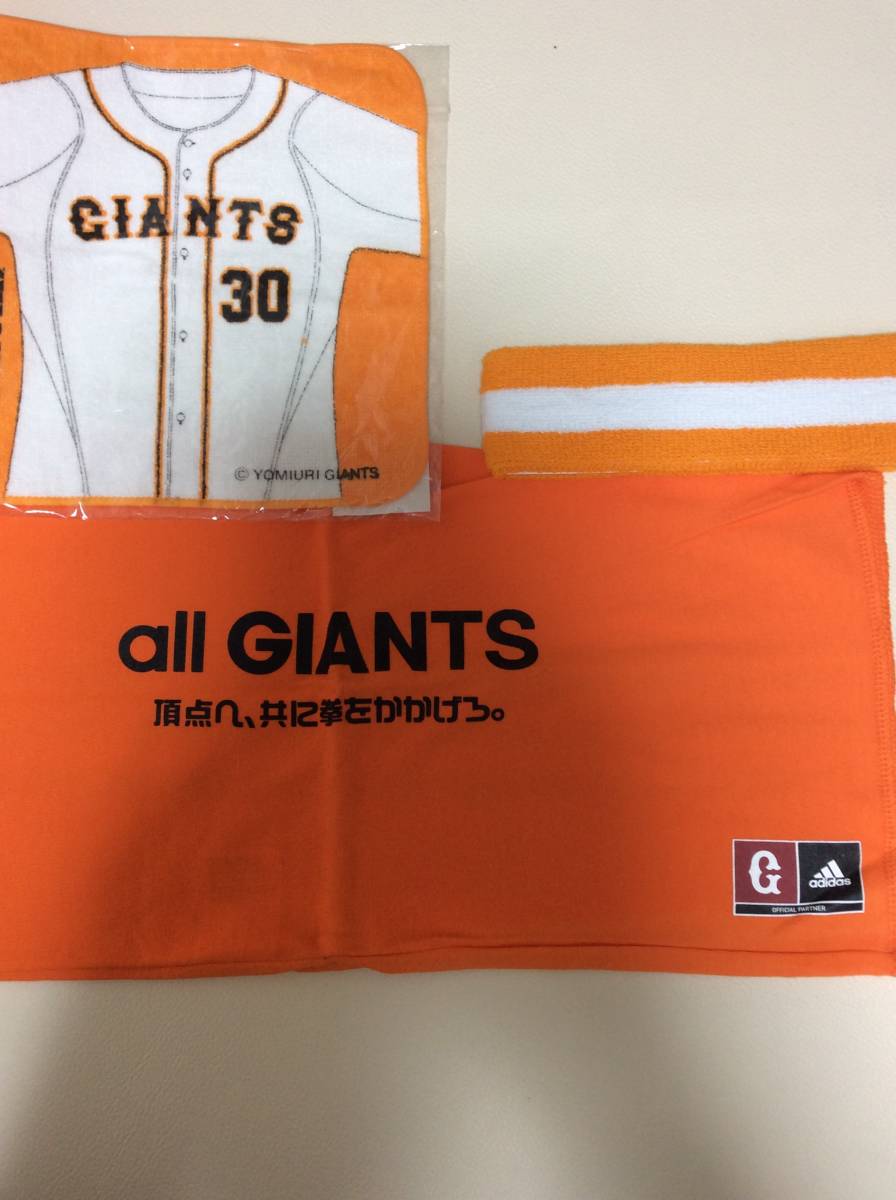 GIANTS
30
© YOMIURI GIANTS
all GIANTS
頂点へ、共に拳をかかげろ。
G
adidas
OFFICIAL PARTNER